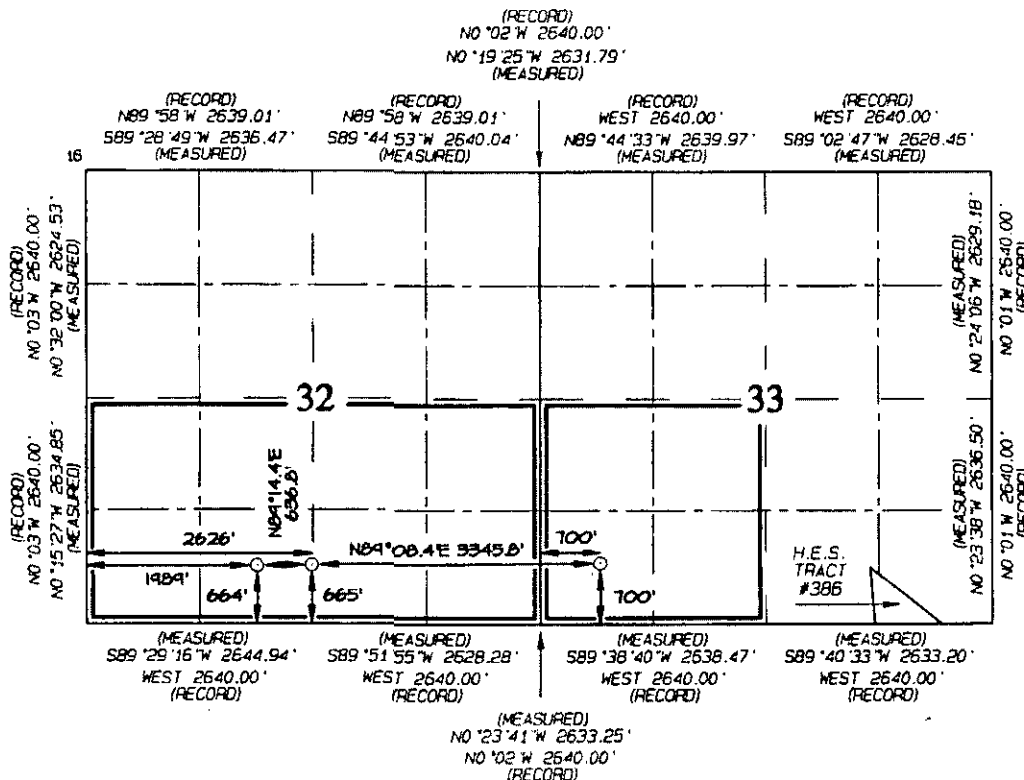 (RECORD)
N0 °02'W 2640.00'
N0 °19'25"W 2631.79'
(MEASURED)
(RECORD)
N89 °58'W 2639.01'
S89 °28'49"W 2636.47'
(MEASURED)
(RECORD)
N89 °58'W 2639.01'
S89 °44'53"W 2640.04'
(MEASURED)
(RECORD)
WEST 2640.00'
N89 °44'33"W 2639.97'
(MEASURED)
(RECORD)
WEST 2640.00'
S89 °02'47"W 2628.45'
(MEASURED)
16
(RECORD)
N0 °03'W 2640.00'
N0 °32'00"W 2624.53'
(MEASURED)
(MEASURED)
N0 °24'06"W 2629.18'
N0 °01'W 2640.00'
(RECORD)
32
33
(RECORD)
N0 °03'W 2640.00'
N0 °15'27"W 2634.85'
(MEASURED)
N89°14.4'E
636.8'
2626'
N89°08.4'E 3345.8'
700'
1989'
664'
665'
700'
H.E.S.
TRACT
#386
(MEASURED)
N0 °23'38"W 2636.50'
N0 °01'W 2640.00'
(RECORD)
(MEASURED)
S89 °29'16"W 2644.94'
WEST 2640.00'
(RECORD)
(MEASURED)
S89 °51'55"W 2628.28'
WEST 2640.00'
(RECORD)
(MEASURED)
S89 °38'40"W 2638.47'
WEST 2640.00'
(RECORD)
(MEASURED)
S89 °40'33"W 2633.20'
WEST 2640.00'
(RECORD)
(MEASURED)
N0 °23'41"W 2633.25'
N0 °02'W 2640.00'
(RECORD)